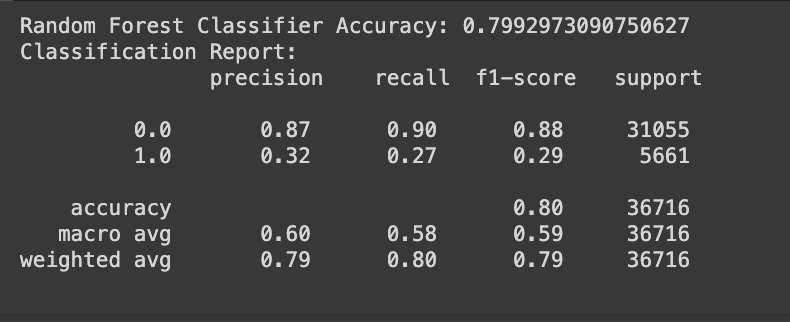 Random Forest Classifier Accuracy: 0.7992973090750627
Classification Report:
precision recall f1-score support
0.0 0.87 0.90 0.88 31055
1.0 0.32 0.27 0.29 5661
accuracy 0.80 36716
macro avg 0.60 0.58 0.59 36716
weighted avg 0.79 0.80 0.79 36716